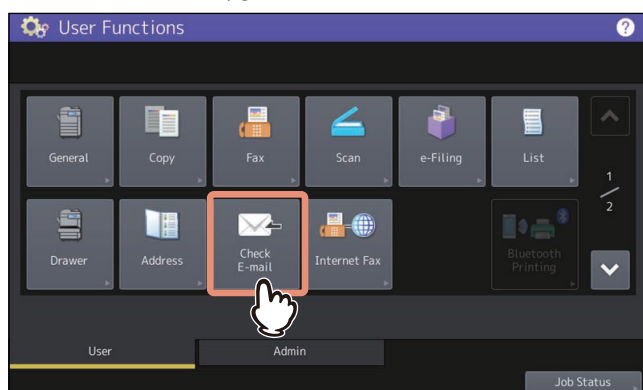 User Functions
?
General
Copy
Fax
Scan
e-Filing
List
1
2
Drawer
Address
Check
E-mail
Internet Fax
Bluetooth
Printing
User
Admin
Job Status